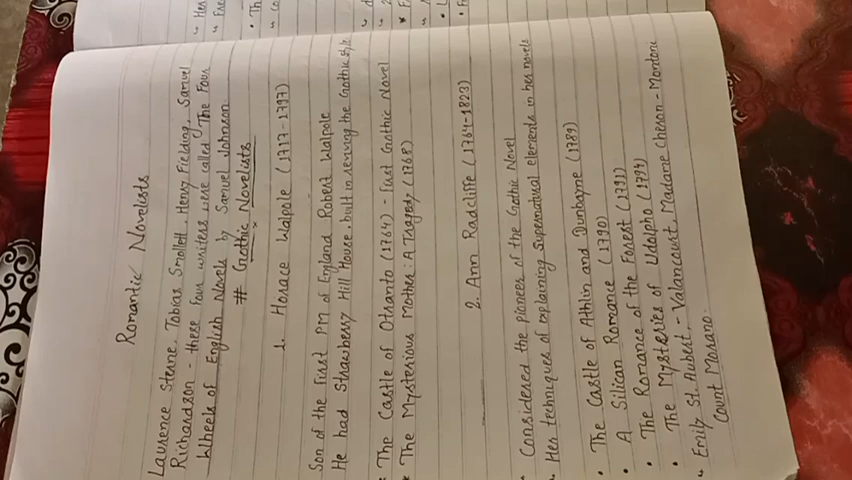 Romantic Novelists
Laurence Sterne, Tobias Smollett, Henry Fielding, Samuel
Richardson - these four writers were called The Four
Wheels of English Novels by Samuel Johnson
# Gothic Novelists
1. Horace Walpole (1717-1797)
Son of the First PM of England Robert Walpole
He had Strawberry Hill House, built in reviving the Gothic style
• The Castle of Otranto (1764) - First Gothic Novel
• The Mysterious Mother: A Tragedy (1768)
2. Ann Radcliffe (1764-1823)
• Considered the pioneer of the Gothic Novel
• Her techniques of explaining Supernatural elements in her novels
• The Castle of Athlin and Dunbayne (1789)
• A Silican Romance (1790)
• The Romance of the Forest (1791)
• The Mysteries of Udolpho (1794)
Emily St. Aubert, - Valancourt, Madame Cheson - Montoni
Count Morano.